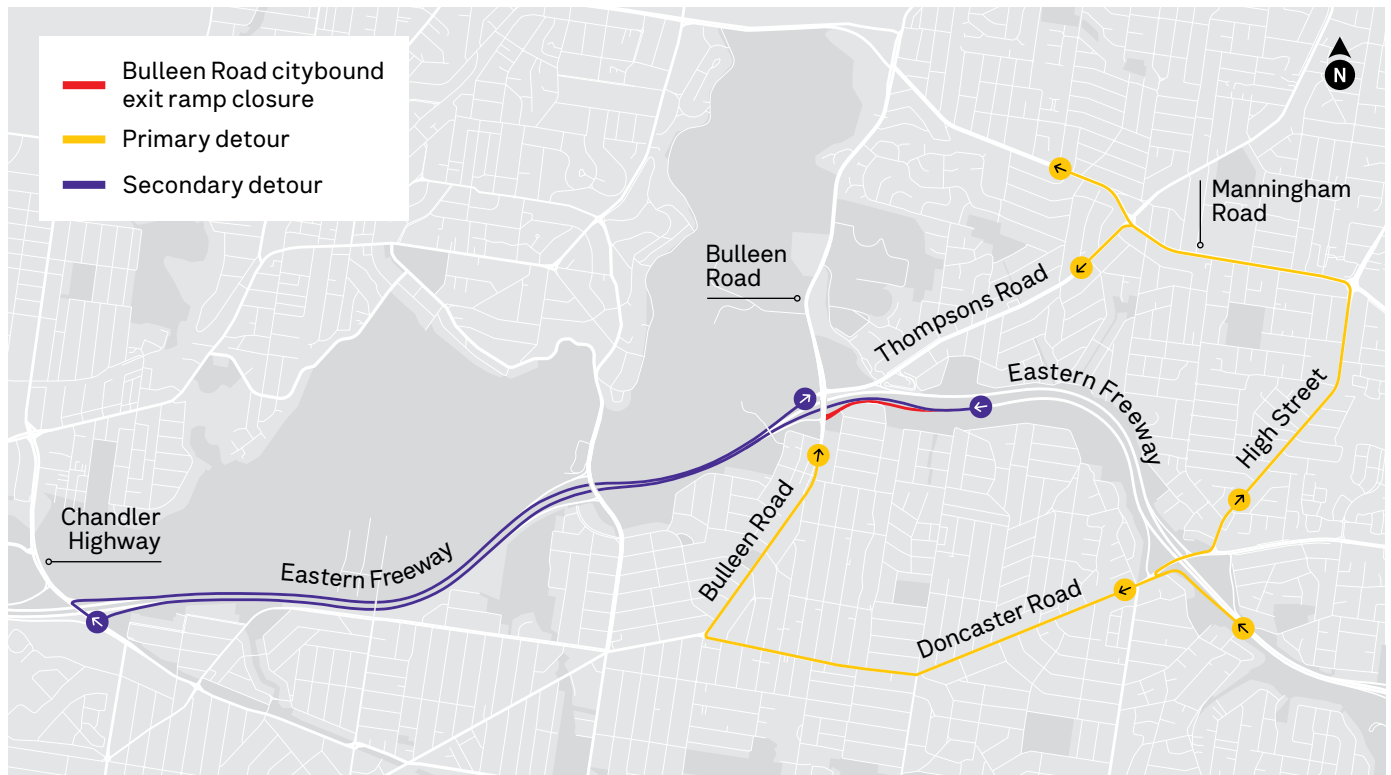 Bulleen Road citybound
exit ramp closure
Primary detour
Secondary detour
N
Manningham
Road
Bulleen
Road
Thompsons Road
Eastern Freeway
High Street
Chandler
Highway
Eastern Freeway
Bulleen Road
Doncaster Road